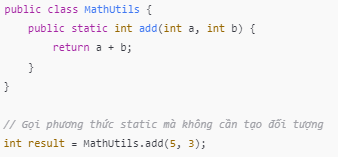 public class MathUtils {
    public static int add(int a, int b) {
        return a + b;
    }
}

// Gọi phương thức static mà không cần tạo đối tượng
int result = MathUtils.add(5, 3);